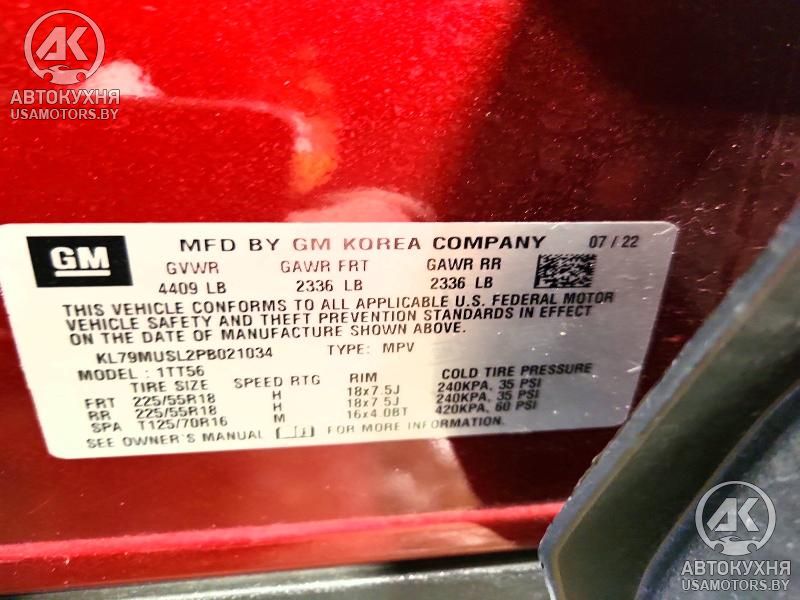 AK
АВТОКУХНЯ
USAMOTORS.BY
GM
MFD BY GM KOREA COMPANY 07 / 22
GVWR GAWR FRT GAWR RR
4409 LB 2336 LB 2336 LB
THIS VEHICLE CONFORMS TO ALL APPLICABLE U.S. FEDERAL MOTOR
VEHICLE SAFETY AND THEFT PREVENTION STANDARDS IN EFFECT
ON THE DATE OF MANUFACTURE SHOWN ABOVE.
KL79MUSL2PB021034 TYPE: MPV
MODEL : 1TT56
TIRE SIZE SPEED RTG RIM COLD TIRE PRESSURE
FRT 225/55R18 H 18x7.5J 240KPA, 35 PSI
RR 225/55R18 H 18x7.5J 240KPA, 35 PSI
SPA T125/70R16 M 16x4.0BT 420KPA, 60 PSI
SEE OWNER'S MANUAL FOR MORE INFORMATION.
AK
АВТОКУХНЯ
USAMOTORS.BY